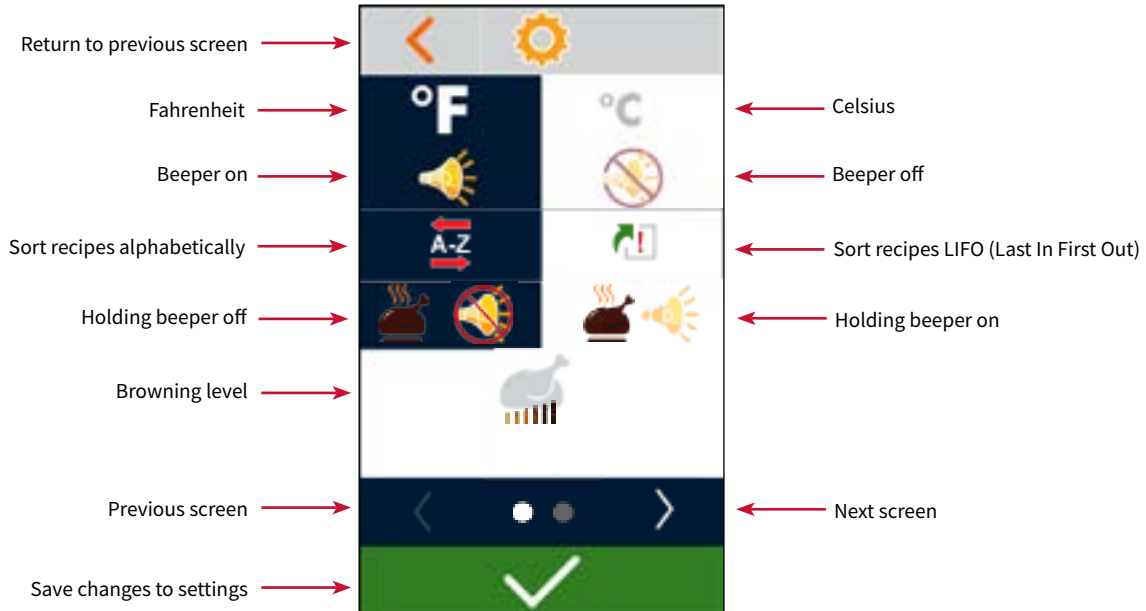 Return to previous screen
Fahrenheit
°F
°C
Celsius
Beeper on
Beeper off
Sort recipes alphabetically
A-Z
!
Sort recipes LIFO (Last In First Out)
Holding beeper off
Holding beeper on
Browning level
Previous screen
Next screen
Save changes to settings